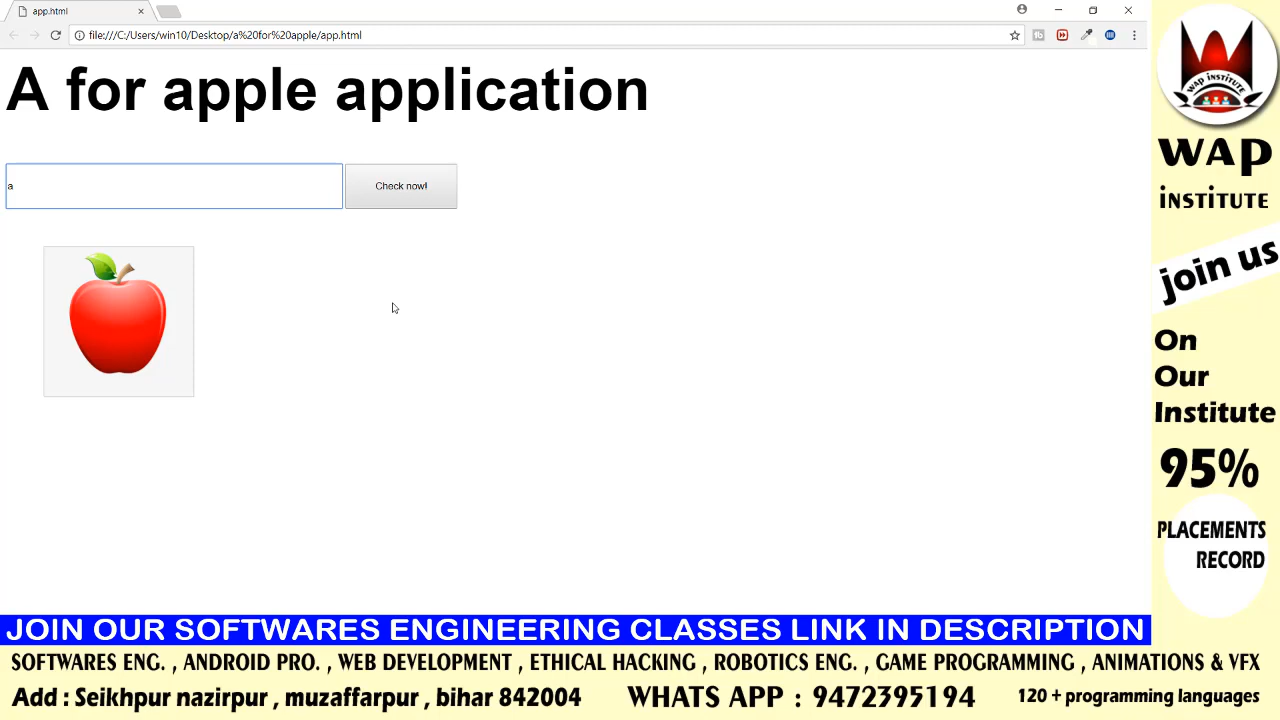 app.html
file:///C:/Users/win10/Desktop/a%20for%20apple/app.html
A for apple application
a
Check now!
WAP INSTITUTE
WAP
INSTITUTE
join us
On
Our
Institute
95%
PLACEMENTS
RECORD
JOIN OUR SOFTWARES ENGINEERING CLASSES LINK IN DESCRIPTION
SOFTWARES ENG. , ANDROID PRO. , WEB DEVELOPMENT , ETHICAL HACKING , ROBOTICS ENG. , GAME PROGRAMMING , ANIMATIONS & VFX
Add : Seikhpur nazirpur , muzaffarpur , bihar 842004 WHATS APP : 9472395194 120 + programming languages